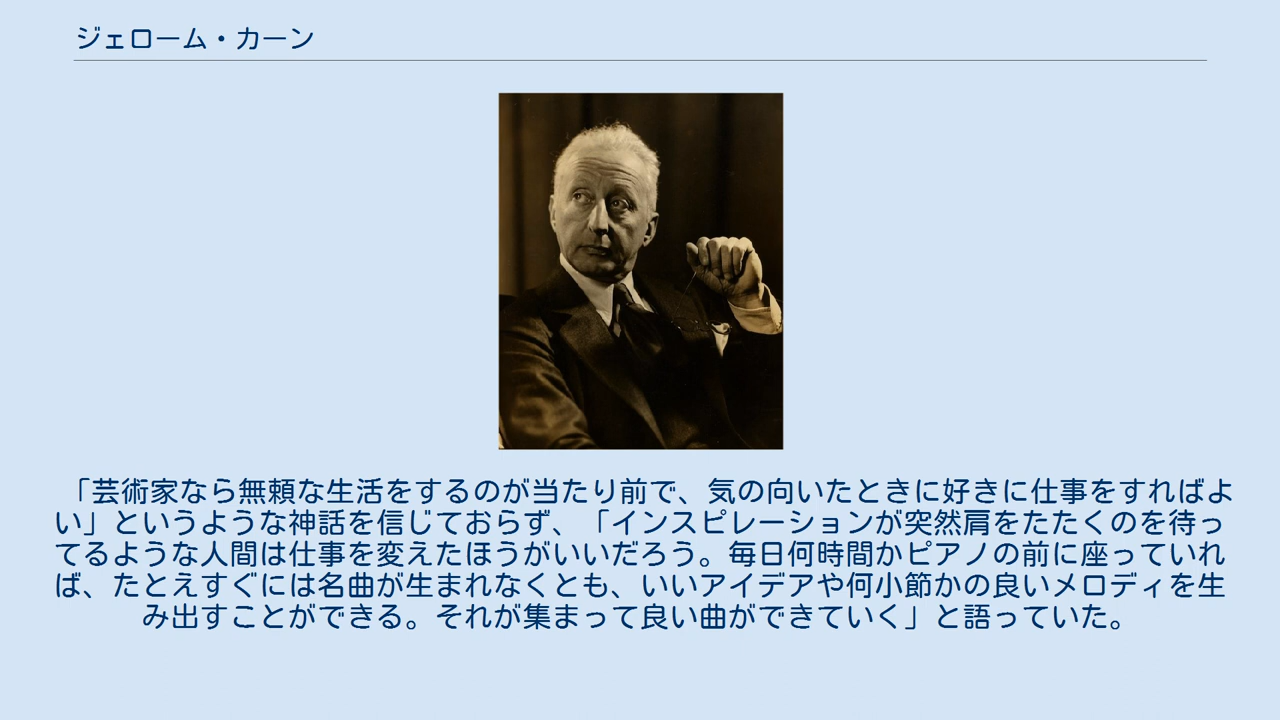 ジェローム・カーン
「芸術家なら無頼な生活をするのが当たり前で、気の向いたときに好きに仕事をすればよ
い」というような神話を信じておらず、「インスピレーションが突然肩をたたくのを待っ
てるような人間は仕事を変えたほうがいいだろう。毎日何時間かピアノの前に座っていれ
ば、たとえすぐには名曲が生まれなくとも、いいアイデアや何小節かの良いメロディを生
み出すことができる。それが集まって良い曲ができていく」と語っていた。